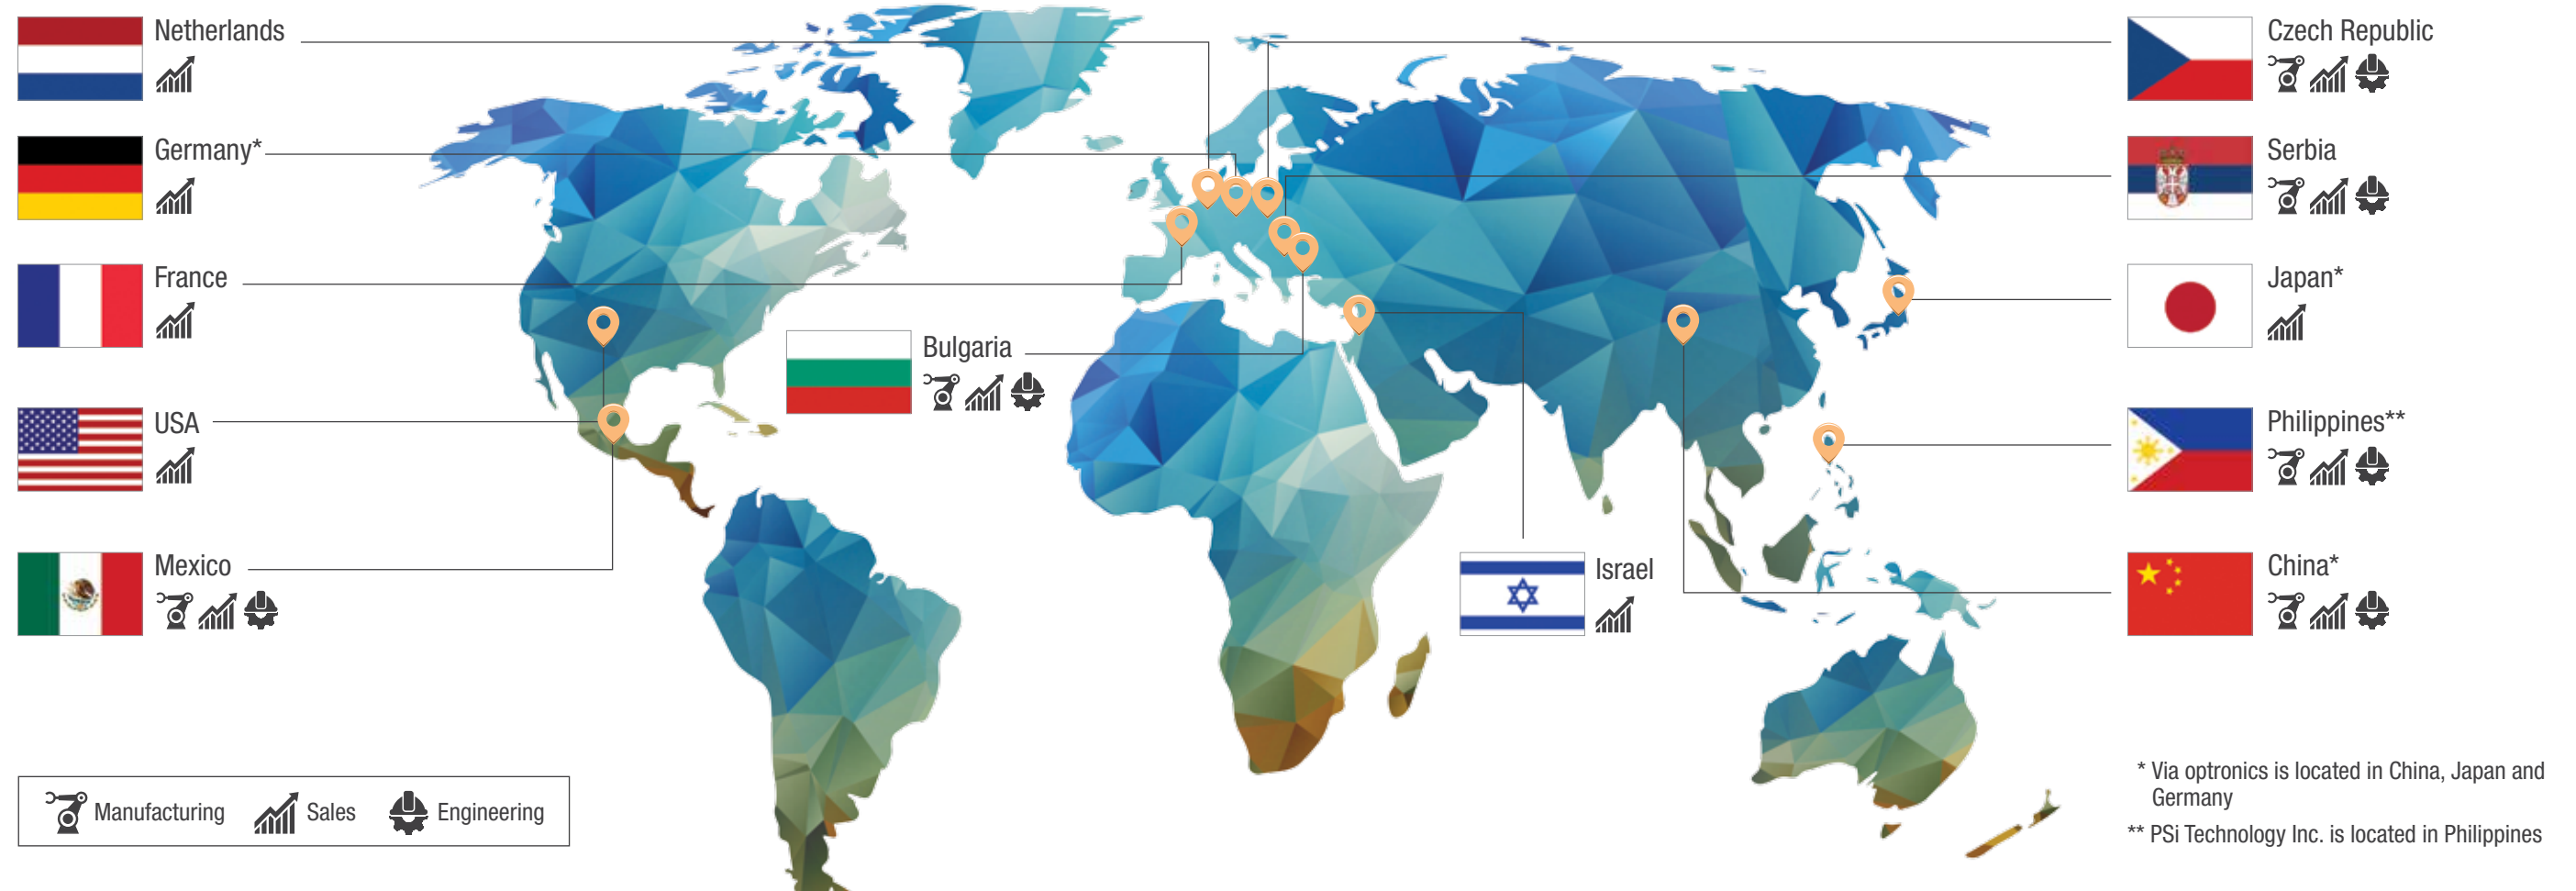 Netherlands
Germany*
France
USA
Mexico
Bulgaria
Israel
Czech Republic
Serbia
Japan*
Philippines**
China*
Manufacturing
Sales
Engineering
* Via optronics is located in China, Japan and
Germany
** PSi Technology Inc. is located in Philippines